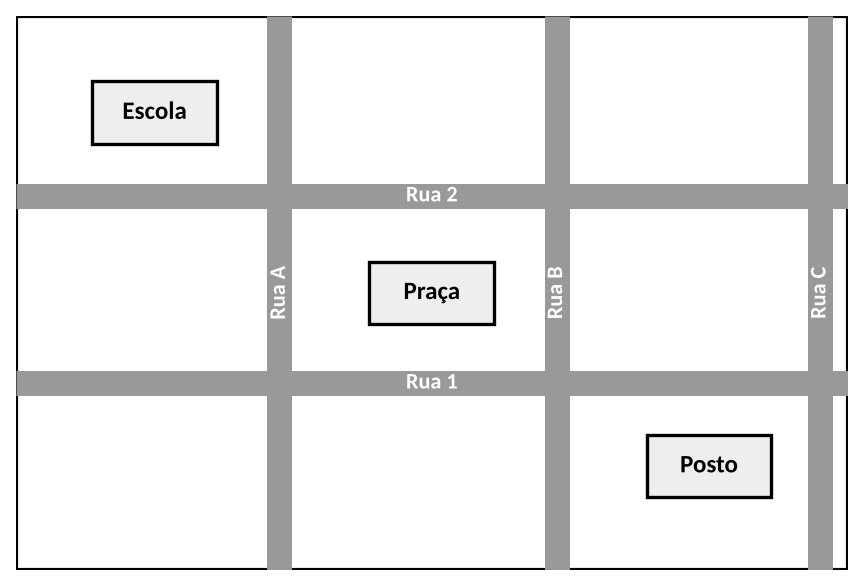 Escola
Rua 2
Rua A
Praça
Rua B
Rua C
Rua 1
Posto